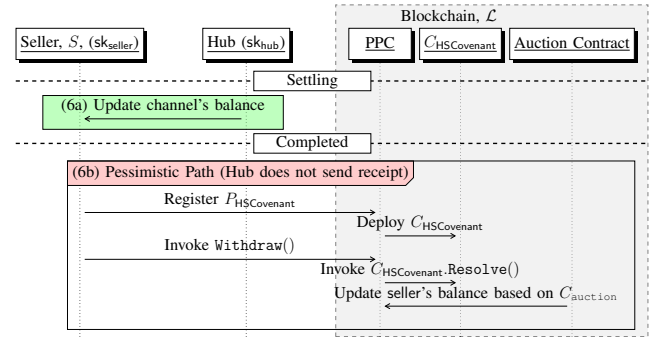 Blockchain, ℒ
Seller, S, (sk_seller)
Hub (sk_hub)
PPC
C_HSCovenant
Auction Contract
Settling
(6a) Update channel's balance
Completed
(6b) Pessimistic Path (Hub does not send receipt)
Register P_HSCovenant
Deploy C_HSCovenant
Invoke Withdraw()
Invoke C_HSCovenant.Resolve()
Update seller's balance based on C_auction